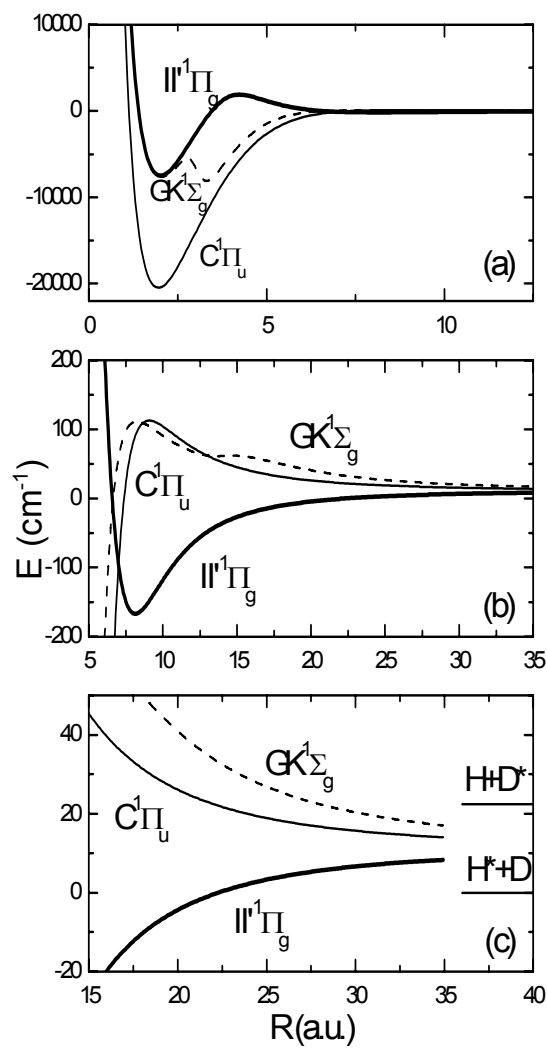 10000
0
-10000
-20000
II'¹Πg
GK¹Σg
C¹Πu
(a)
0 5 10
200
100
0
-100
-200
GK¹Σg
C¹Πu
II'¹Πg
(b)
5 10 15 20 25 30 35
E (cm⁻¹)
40
20
0
-20
GK¹Σg
H+D*
C¹Πu
H*+D
II'¹Πg
(c)
15 20 25 30 35 40
R(a.u.)